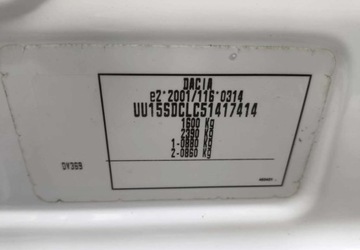 DACIA
e2*2001/116*0314
UU15SDCLC51417414
1600 Kg
2390 Kg
1-0880 Kg
2-0860 Kg
OV369